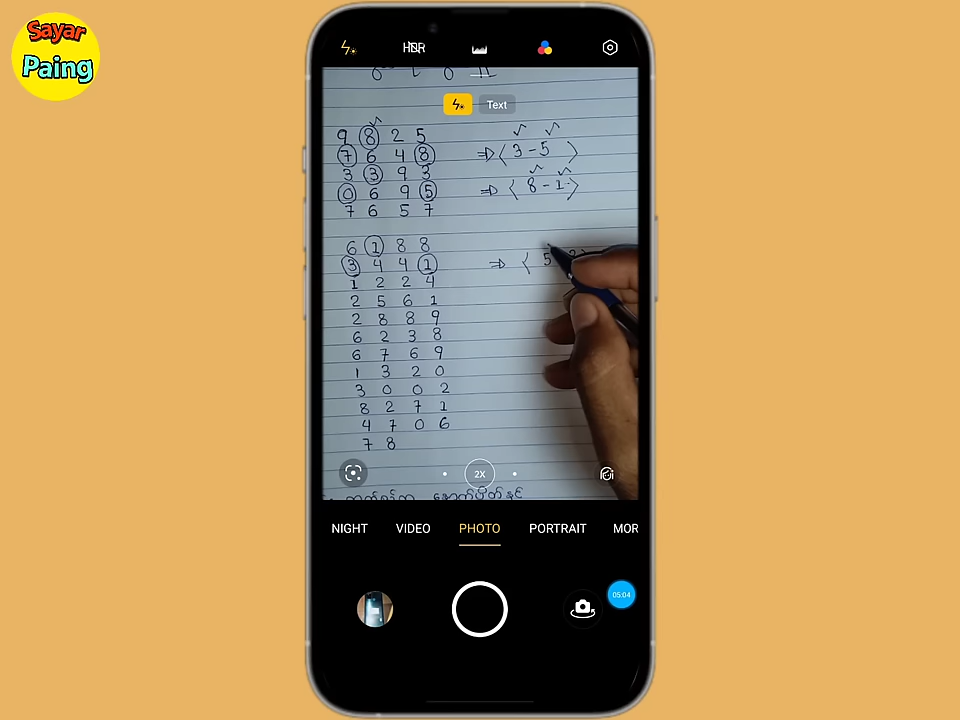 Sayar
Paing
HDR
Text
9 8 2 5
7 6 4 8
3 3 9 3
0 6 9 5
7 6 5 7
⇒ ⟨ 3 - 5 ⟩
⇒ ⟨ 8 - 1 ⟩
6 1 8 8
3 4 4 1
1 2 2 4
2 5 6 1
2 8 8 9
6 2 3 8
6 7 6 9
1 3 2 0
3 0 0 2
8 2 7 1
4 7 0 6
7 8
⇒ ⟨ 5
2X
NIGHT VIDEO PHOTO PORTRAIT MOR
05:04